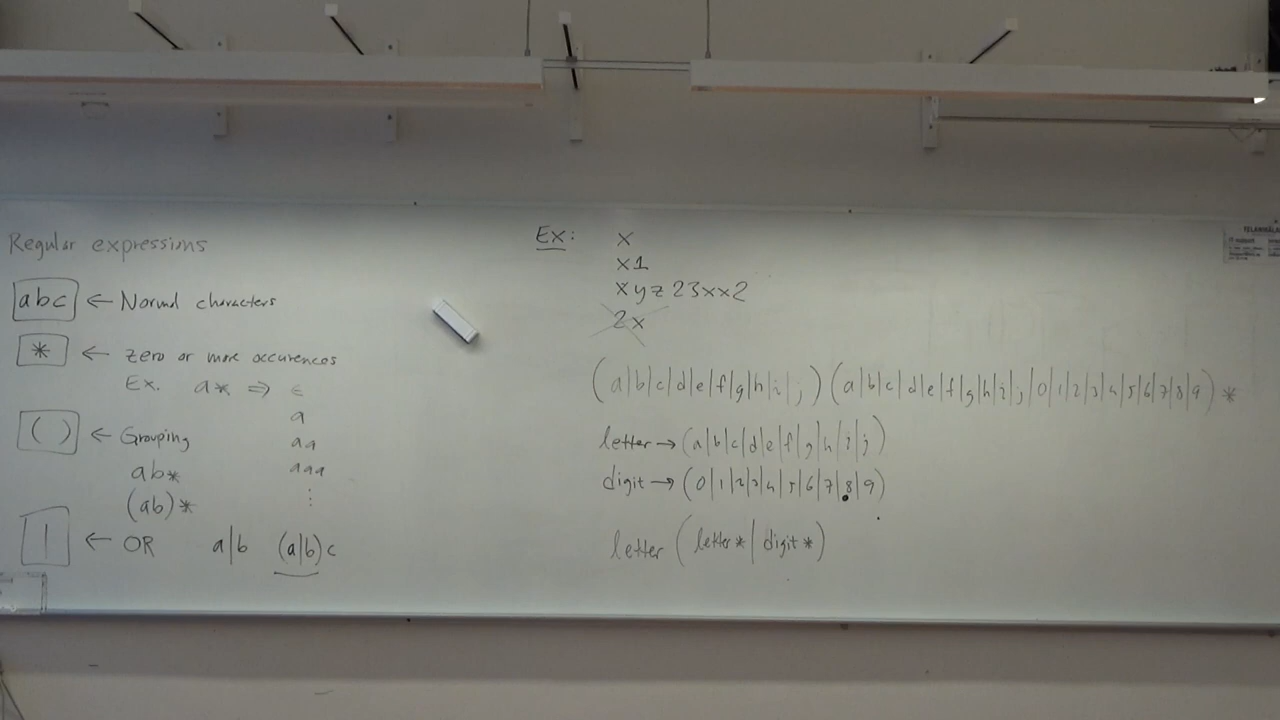 Regular expressions
abc ← Normal characters
* ← zero or more occurences
Ex. a* ⇒ ϵ
a
aa
aaa
⋮
( ) ← Grouping
ab*
(ab)*
| ← OR a|b (a|b)c
Ex: x
x1
xyz23xx2
2x
(a|b|c|d|e|f|g|h|i|j)(a|b|c|d|e|f|g|h|i|j|0|1|2|3|4|5|6|7|8|9)*
letter → (a|b|c|d|e|f|g|h|i|j)
digit → (0|1|2|3|4|5|6|7|8|9)
letter (letter*|digit*)